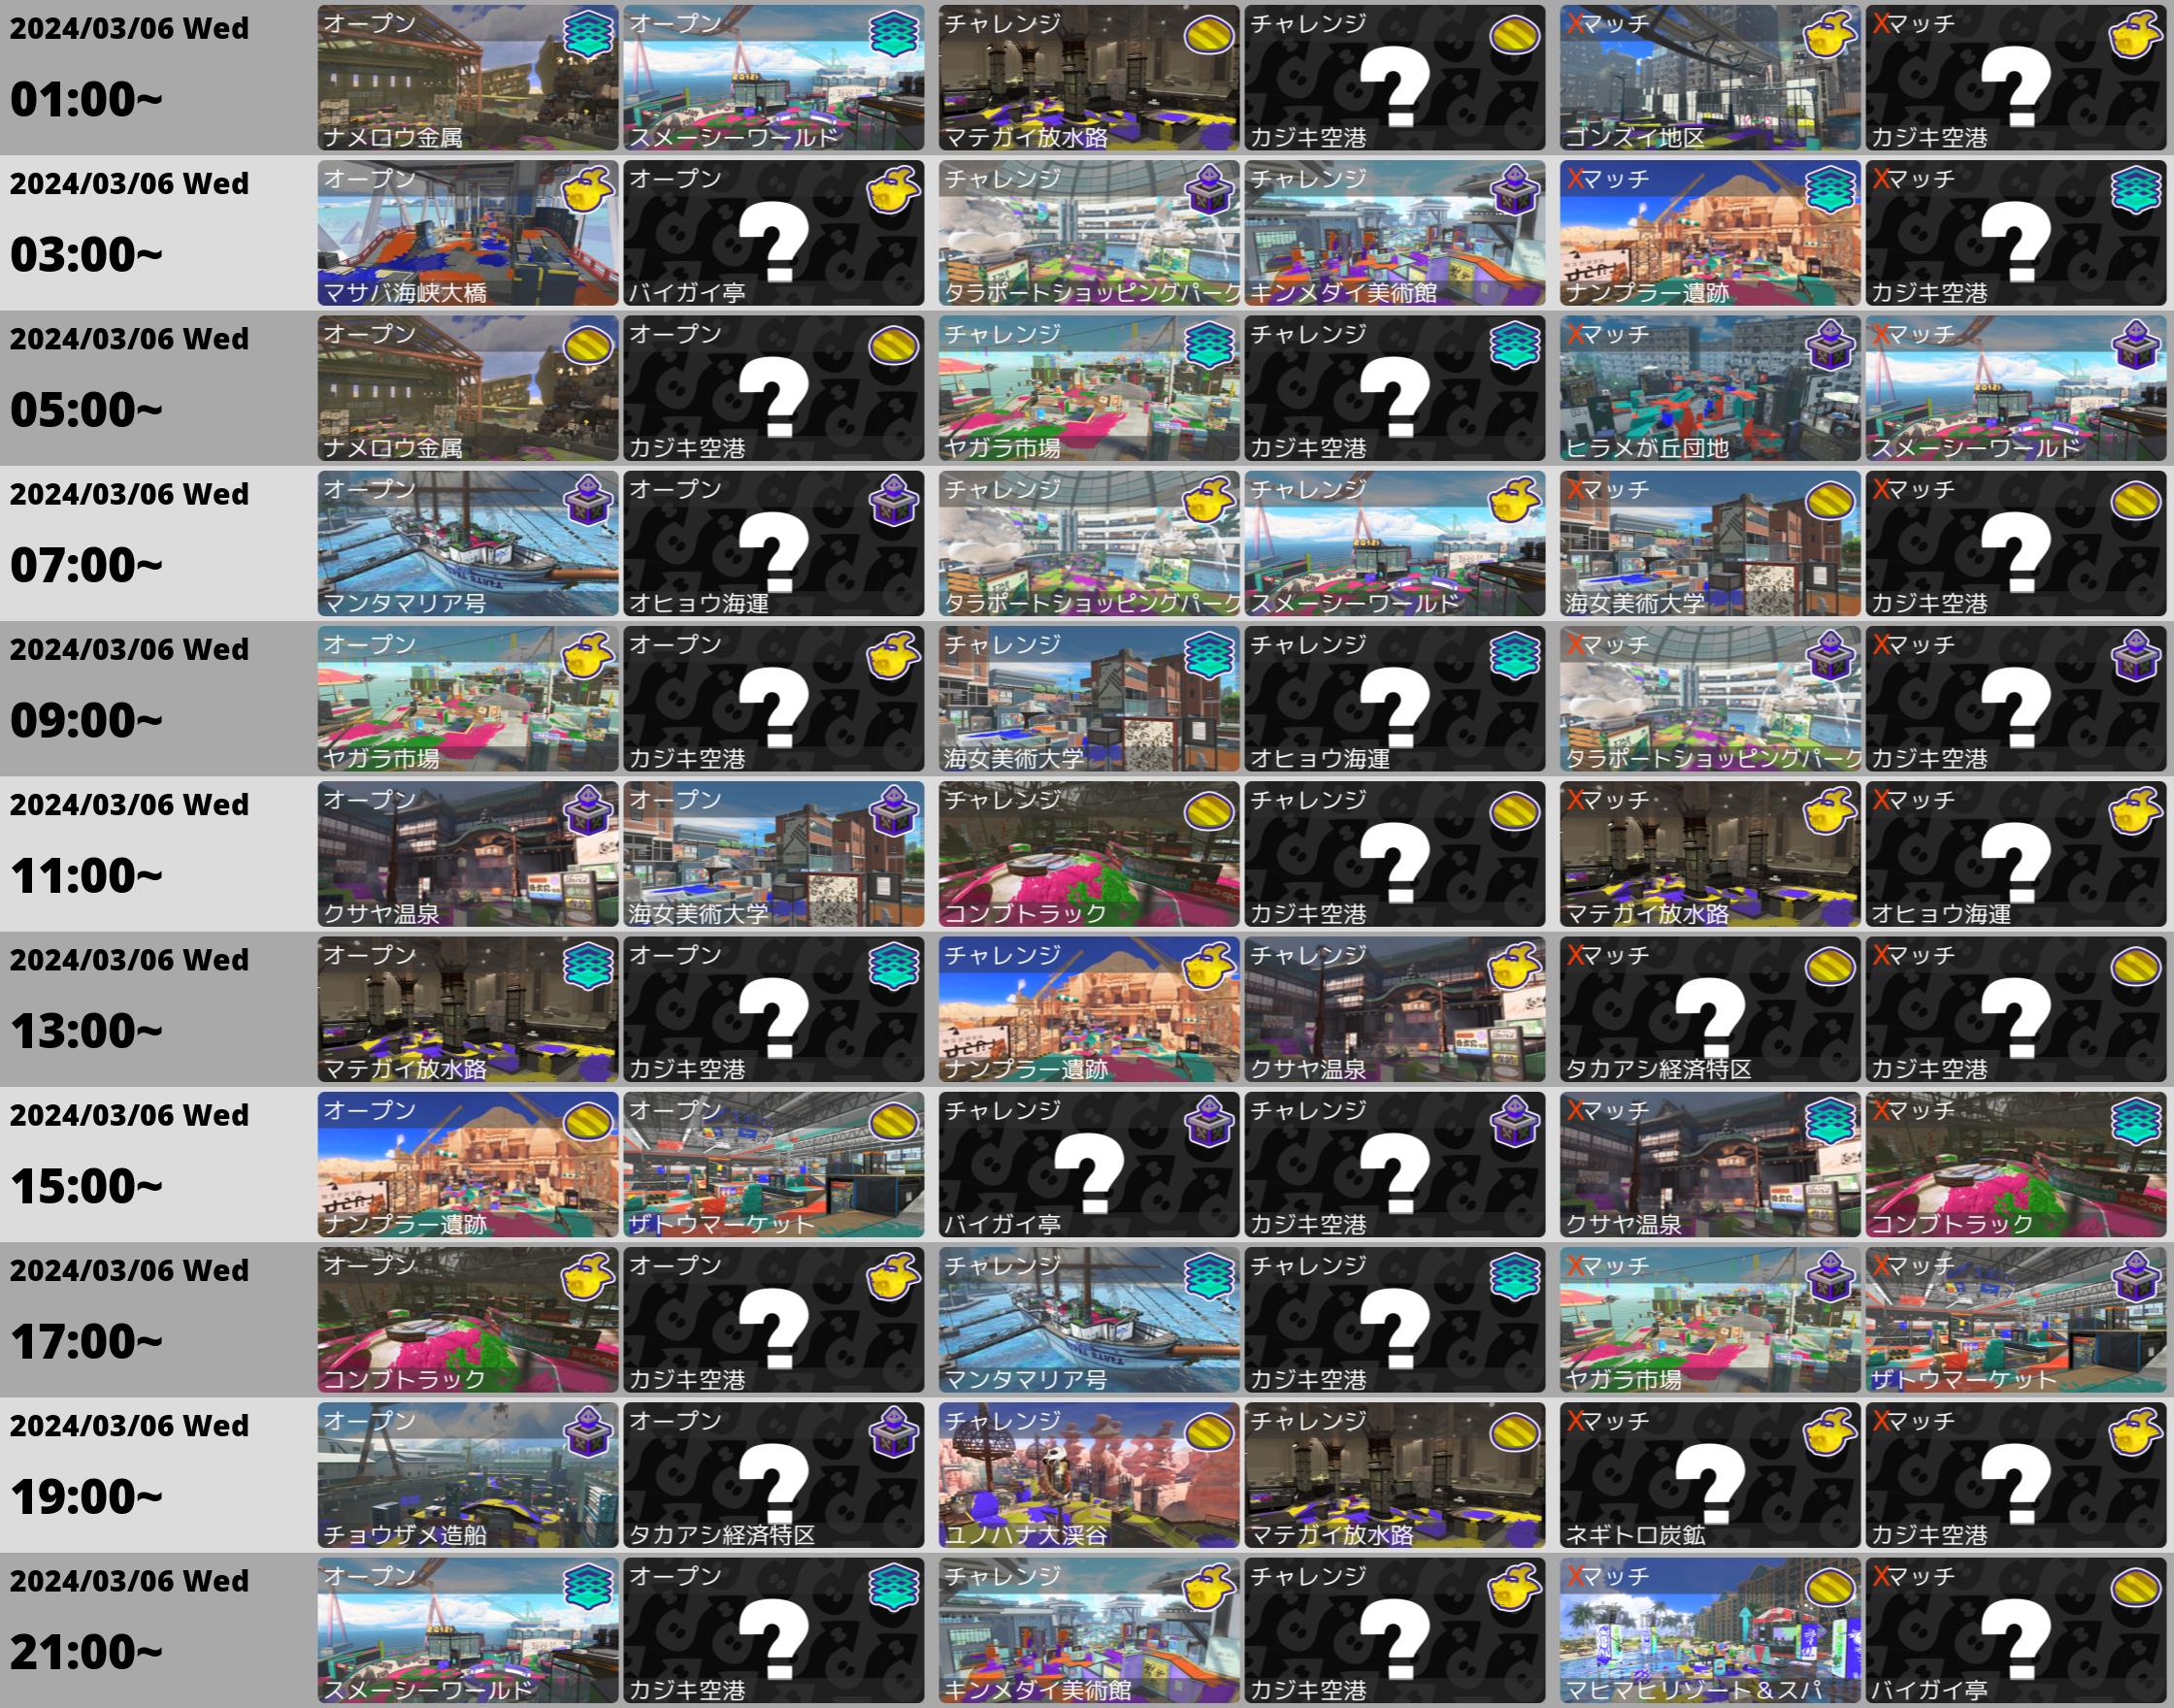 2024/03/06 Wed
01:00~
オープン オープン チャレンジ チャレンジ Xマッチ Xマッチ
ナメロウ金属 スメーシーワールド マテガイ放水路 カジキ空港 ゴンズイ地区 カジキ空港
2024/03/06 Wed
03:00~
オープン オープン チャレンジ チャレンジ Xマッチ Xマッチ
マサバ海峡大橋 バイガイ亭 タラポートショッピングパーク キンメダイ美術館 ナンプラー遺跡 カジキ空港
2024/03/06 Wed
05:00~
オープン オープン チャレンジ チャレンジ Xマッチ Xマッチ
ナメロウ金属 カジキ空港 ヤガラ市場 カジキ空港 ヒラメが丘団地 スメーシーワールド
2024/03/06 Wed
07:00~
オープン オープン チャレンジ チャレンジ Xマッチ Xマッチ
マンタマリア号 オヒョウ海運 タラポートショッピングパーク スメーシーワールド 海女美術大学 カジキ空港
2024/03/06 Wed
09:00~
オープン オープン チャレンジ チャレンジ Xマッチ Xマッチ
ヤガラ市場 カジキ空港 海女美術大学 オヒョウ海運 タラポートショッピングパーク カジキ空港
2024/03/06 Wed
11:00~
オープン オープン チャレンジ チャレンジ Xマッチ Xマッチ
クサヤ温泉 海女美術大学 コンブトラック カジキ空港 マテガイ放水路 オヒョウ海運
2024/03/06 Wed
13:00~
オープン オープン チャレンジ チャレンジ Xマッチ Xマッチ
マテガイ放水路 カジキ空港 ナンプラー遺跡 クサヤ温泉 タカアシ経済特区 カジキ空港
2024/03/06 Wed
15:00~
オープン オープン チャレンジ チャレンジ Xマッチ Xマッチ
ナンプラー遺跡 ザトウマーケット バイガイ亭 カジキ空港 クサヤ温泉 コンブトラック
2024/03/06 Wed
17:00~
オープン オープン チャレンジ チャレンジ Xマッチ Xマッチ
コンブトラック カジキ空港 マンタマリア号 カジキ空港 ヤガラ市場 ザトウマーケット
2024/03/06 Wed
19:00~
オープン オープン チャレンジ チャレンジ Xマッチ Xマッチ
チョウザメ造船 タカアシ経済特区 ユノハナ大渓谷 マテガイ放水路 ネギトロ炭鉱 カジキ空港
2024/03/06 Wed
21:00~
オープン オープン チャレンジ チャレンジ Xマッチ Xマッチ
スメーシーワールド カジキ空港 キンメダイ美術館 カジキ空港 マヒマヒリゾート＆スパ バイガイ亭